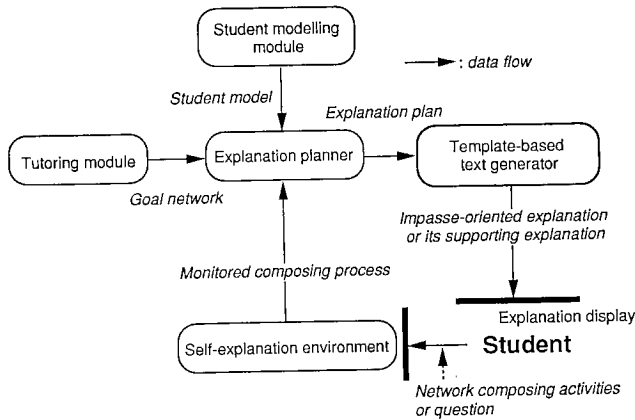 Student modelling
module
: data flow
Student model
Explanation plan
Tutoring module
Explanation planner
Template-based
text generator
Goal network
Impasse-oriented explanation
or its supporting explanation
Monitored composing process
Explanation display
Self-explanation environment
Student
Network composing activities
or question